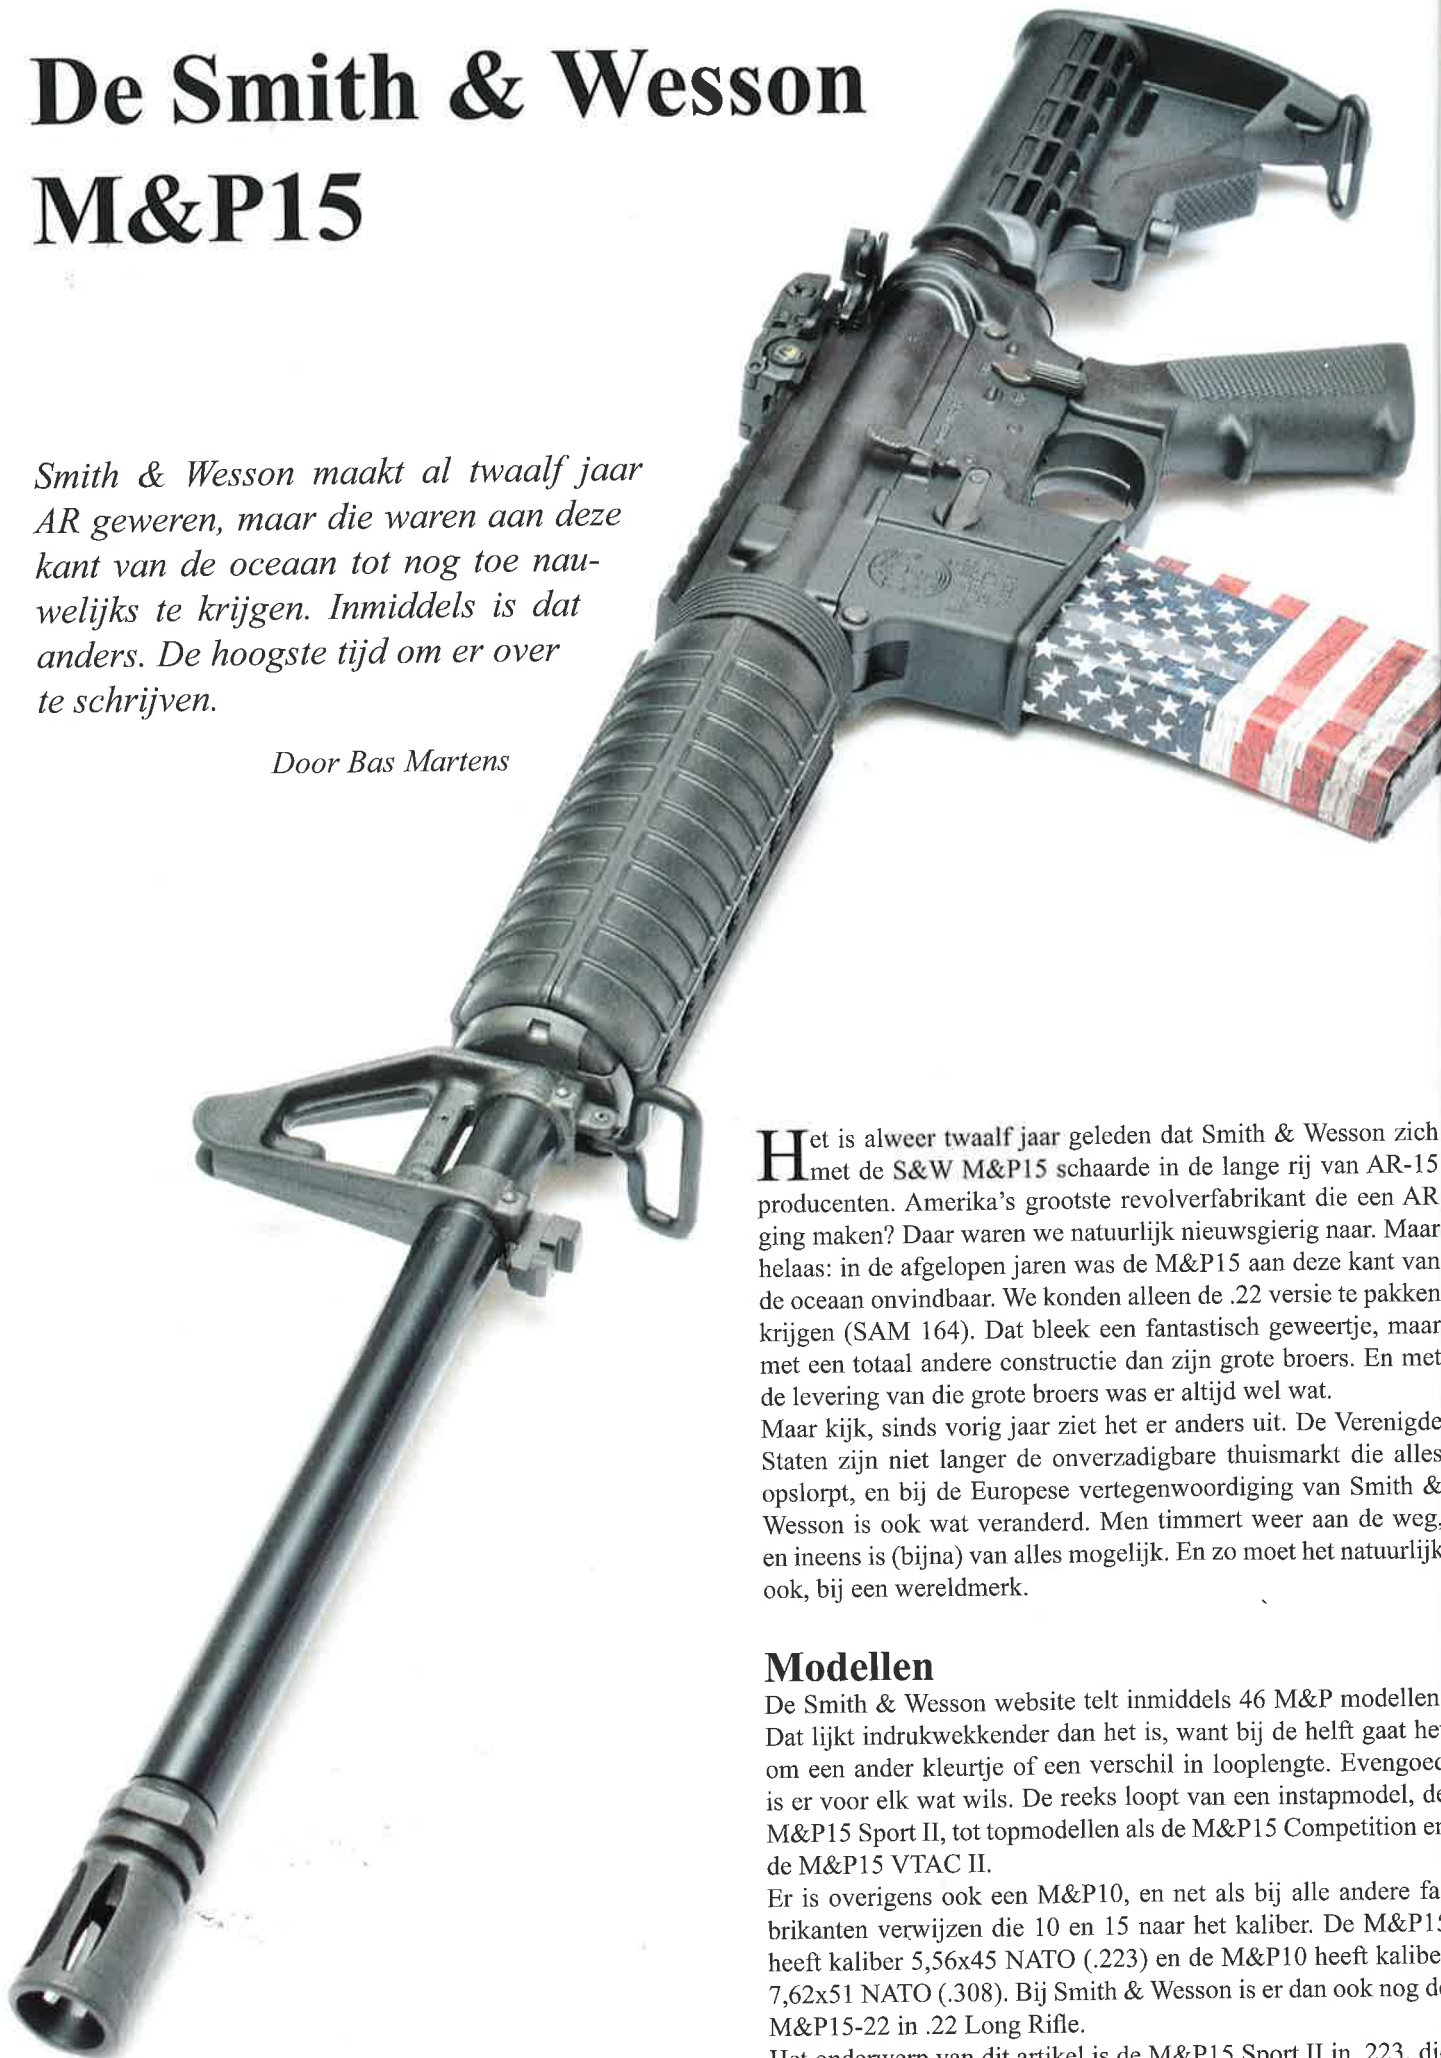 De Smith & Wesson
M&P15
Smith & Wesson maakt al twaalf jaar
AR geweren, maar die waren aan deze
kant van de oceaan tot nog toe nau-
welijks te krijgen. Inmiddels is dat
anders. De hoogste tijd om er over
te schrijven.
Door Bas Martens
Het is alweer twaalf jaar geleden dat Smith & Wesson zich
met de S&W M&P15 schaarde in de lange rij van AR-15
producenten. Amerika's grootste revolverfabrikant die een AR
ging maken? Daar waren we natuurlijk nieuwsgierig naar. Maar
helaas: in de afgelopen jaren was de M&P15 aan deze kant van
de oceaan onvindbaar. We konden alleen de .22 versie te pakken
krijgen (SAM 164). Dat bleek een fantastisch geweertje, maar
met een totaal andere constructie dan zijn grote broers. En met
de levering van die grote broers was er altijd wel wat.
Maar kijk, sinds vorig jaar ziet het er anders uit. De Verenigde
Staten zijn niet langer de onverzadigbare thuismarkt die alles
opslorpt, en bij de Europese vertegenwoordiging van Smith &
Wesson is ook wat veranderd. Men timmert weer aan de weg,
en ineens is (bijna) van alles mogelijk. En zo moet het natuurlijk
ook, bij een wereldmerk.
Modellen
De Smith & Wesson website telt inmiddels 46 M&P modellen
Dat lijkt indrukwekkender dan het is, want bij de helft gaat he
om een ander kleurtje of een verschil in looplengte. Evengoed
is er voor elk wat wils. De reeks loopt van een instapmodel, de
M&P15 Sport II, tot topmodellen als de M&P15 Competition en
de M&P15 VTAC II.
Er is overigens ook een M&P10, en net als bij alle andere fa
brikanten verwijzen die 10 en 15 naar het kaliber. De M&P15
heeft kaliber 5,56x45 NATO (.223) en de M&P10 heeft kalibe
7,62x51 NATO (.308). Bij Smith & Wesson is er dan ook nog de
M&P15-22 in .22 Long Rifle.
Het onderwerp van dit artikel is de M&P15 Sport II in .223, di